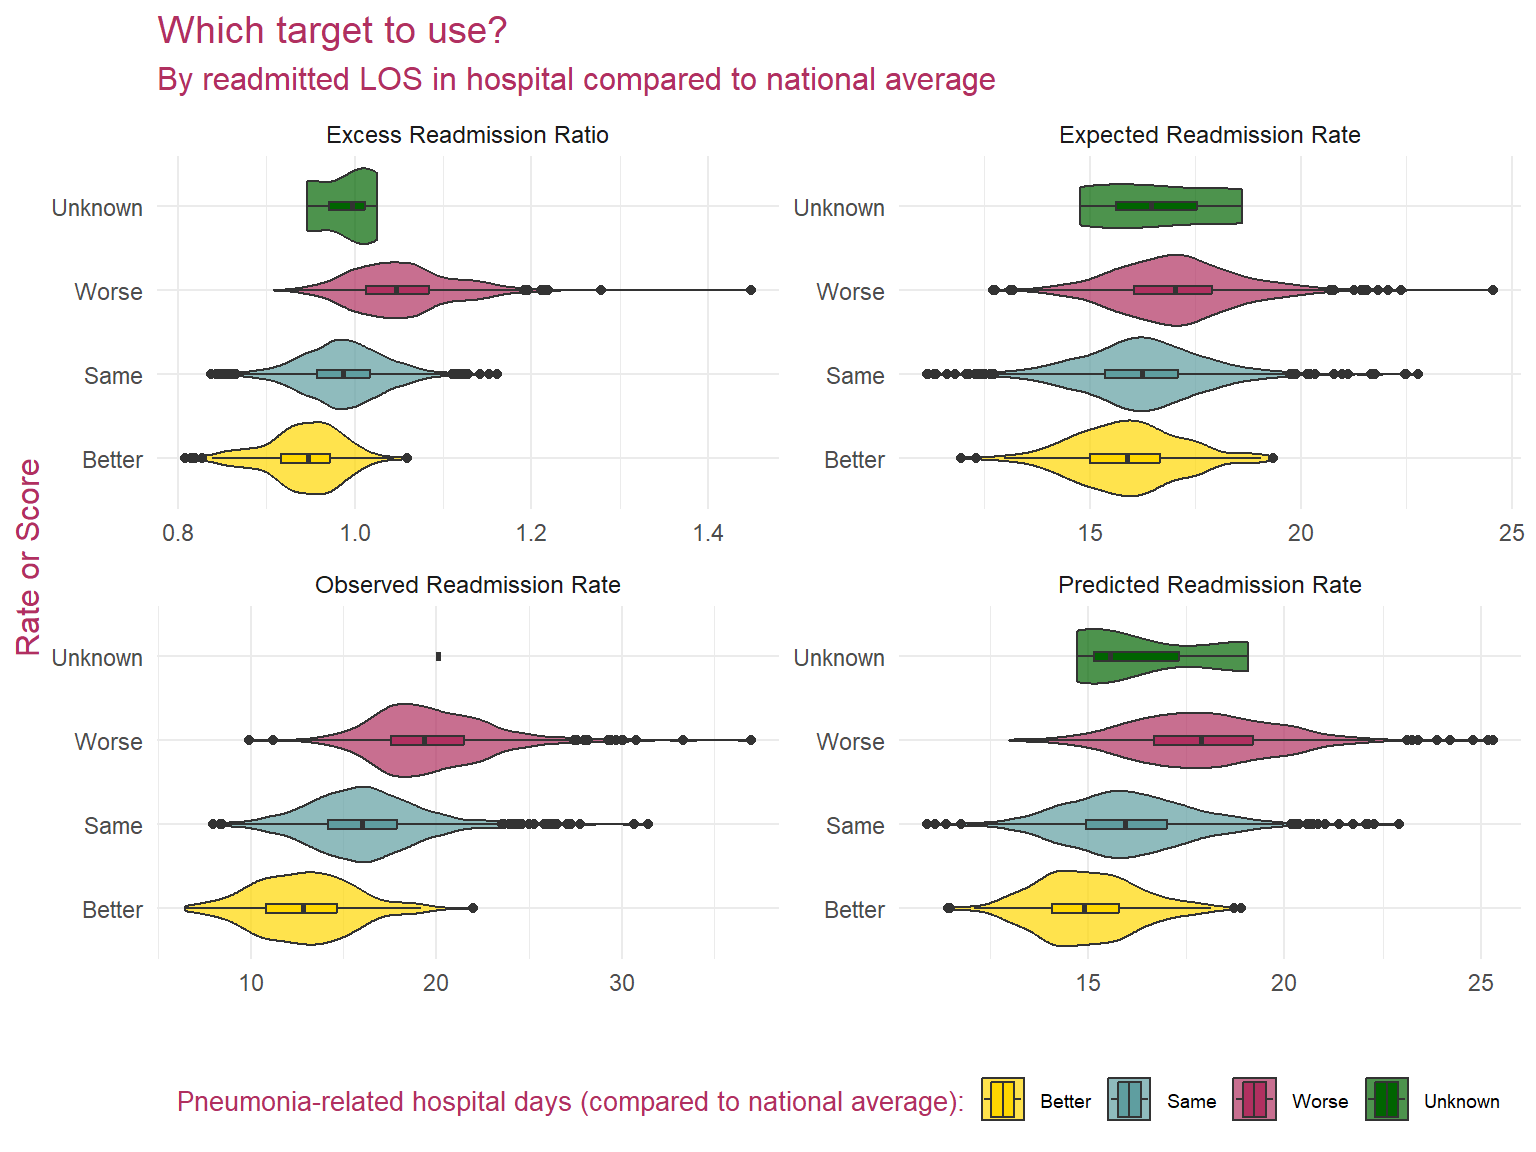 Which target to use?
By readmitted LOS in hospital compared to national average
Excess Readmission Ratio
Expected Readmission Rate
Unknown
Worse
Same
Better
0.8 1.0 1.2 1.4
Unknown
Worse
Same
Better
15 20 25
Rate or Score
Observed Readmission Rate
Predicted Readmission Rate
Unknown
Worse
Same
Better
10 20 30
Unknown
Worse
Same
Better
15 20 25
Pneumonia-related hospital days (compared to national average): Better Same Worse Unknown